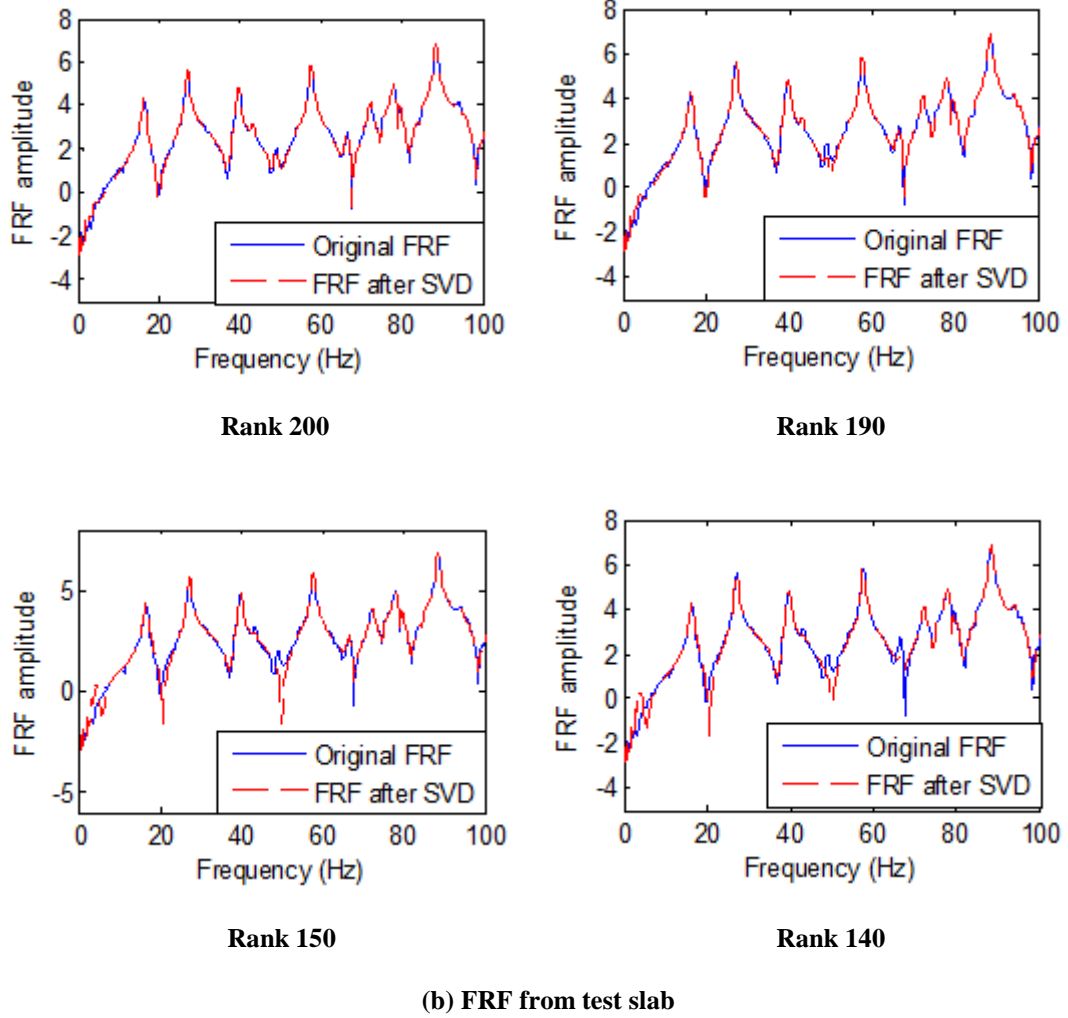 8
6
4
2
0
-2
-4
FRF amplitude
Original FRF
FRF after SVD
0 20 40 60 80 100
Frequency (Hz)
Rank 200
8
6
4
2
0
-2
-4
FRF amplitude
Original FRF
FRF after SVD
0 20 40 60 80 100
Frequency (Hz)
Rank 190
5
0
-5
FRF amplitude
Original FRF
FRF after SVD
0 20 40 60 80 100
Frequency (Hz)
Rank 150
8
6
4
2
0
-2
-4
FRF amplitude
Original FRF
FRF after SVD
0 20 40 60 80 100
Frequency (Hz)
Rank 140
(b) FRF from test slab